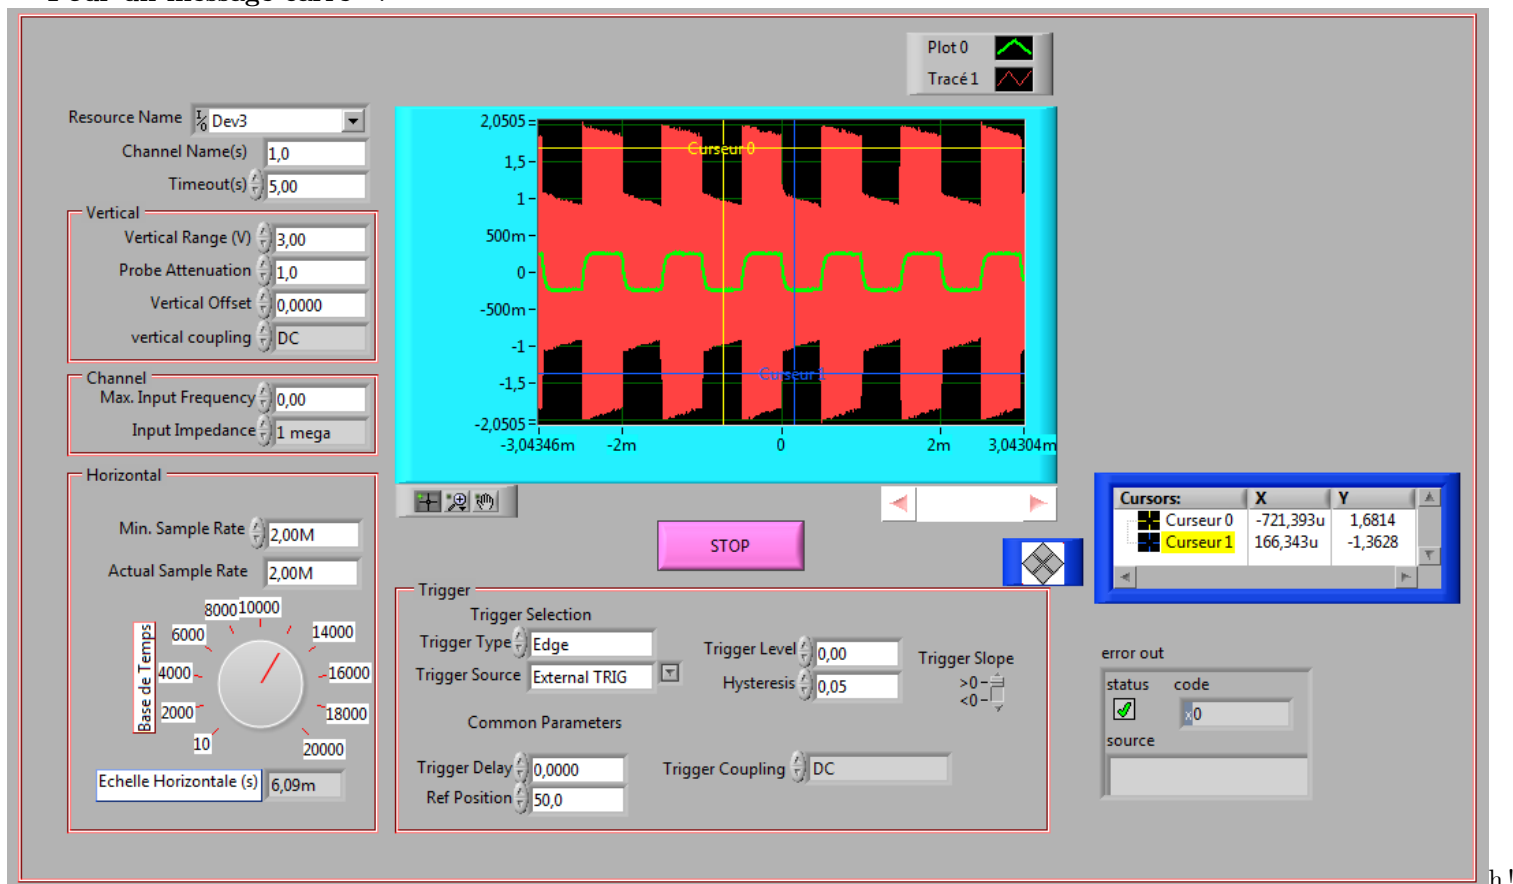 Pour un message carré :
Plot 0
Tracé 1
Resource Name Dev3
Channel Name(s) 1,0
Timeout(s) 5,00
Vertical
Vertical Range (V) 3,00
Probe Attenuation 1,0
Vertical Offset 0,0000
vertical coupling DC
Channel
Max. Input Frequency 0,00
Input Impedance 1 mega
2,0505
1,5
1
500m
0
-500m
-1
-1,5
-2,0505
-3,04346m -2m 0 2m 3,04304m
Curseur 0
Curseur 1
Horizontal
Min. Sample Rate 2,00M
Actual Sample Rate 2,00M
Base de Temps
10
2000
4000
6000
8000
10000
14000
16000
18000
20000
Echelle Horizontale (s) 6,09m
STOP
Cursors: X Y
Curseur 0 -721,393u 1,6814
Curseur 1 166,343u -1,3628
Trigger
Trigger Selection
Trigger Type Edge
Trigger Source External TRIG
Trigger Level 0,00
Hysteresis 0,05
Trigger Slope
>0
<0
Common Parameters
Trigger Delay 0,0000
Ref Position 50,0
Trigger Coupling DC
error out
status code
x0
source
h!